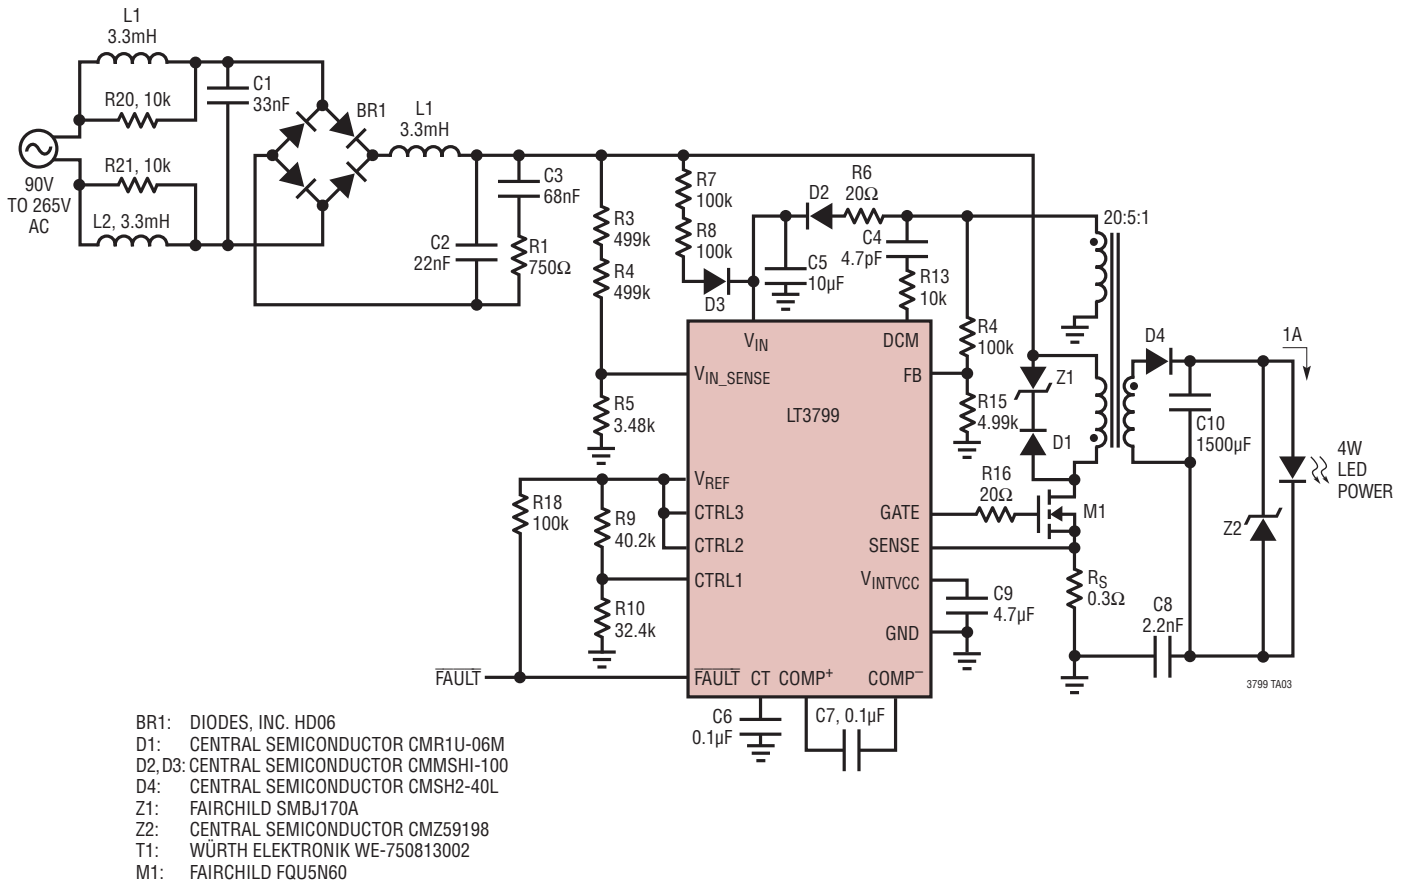 L1
3.3mH
R20, 10k
C1
33nF
BR1
L1
3.3mH
R21, 10k
90V
TO 265V
AC
L2, 3.3mH
C3
68nF
C2
22nF
R1
750Ω
R3
499k
R4
499k
R7
100k
R8
100k
D3
D2
R6
20Ω
C4
4.7pF
C5
10µF
R13
10k
20:5:1
R4
100k
R15
4.99k
Z1
D1
D4
1A
C10
1500µF
4W
LED
POWER
Z2
VIN
DCM
VIN_SENSE
FB
LT3799
R5
3.48k
VREF
CTRL3
CTRL2
CTRL1
GATE
SENSE
VINTVCC
GND
R18
100k
R9
40.2k
R10
32.4k
R16
20Ω
M1
RS
0.3Ω
C9
4.7µF
C8
2.2nF
FAULT
FAULT CT COMP+ COMP−
3799 TA03
C6
0.1µF
C7, 0.1µF
BR1: DIODES, INC. HD06
D1: CENTRAL SEMICONDUCTOR CMR1U-06M
D2, D3: CENTRAL SEMICONDUCTOR CMMSHI-100
D4: CENTRAL SEMICONDUCTOR CMSH2-40L
Z1: FAIRCHILD SMBJ170A
Z2: CENTRAL SEMICONDUCTOR CMZ59198
T1: WÜRTH ELEKTRONIK WE-750813002
M1: FAIRCHILD FQU5N60